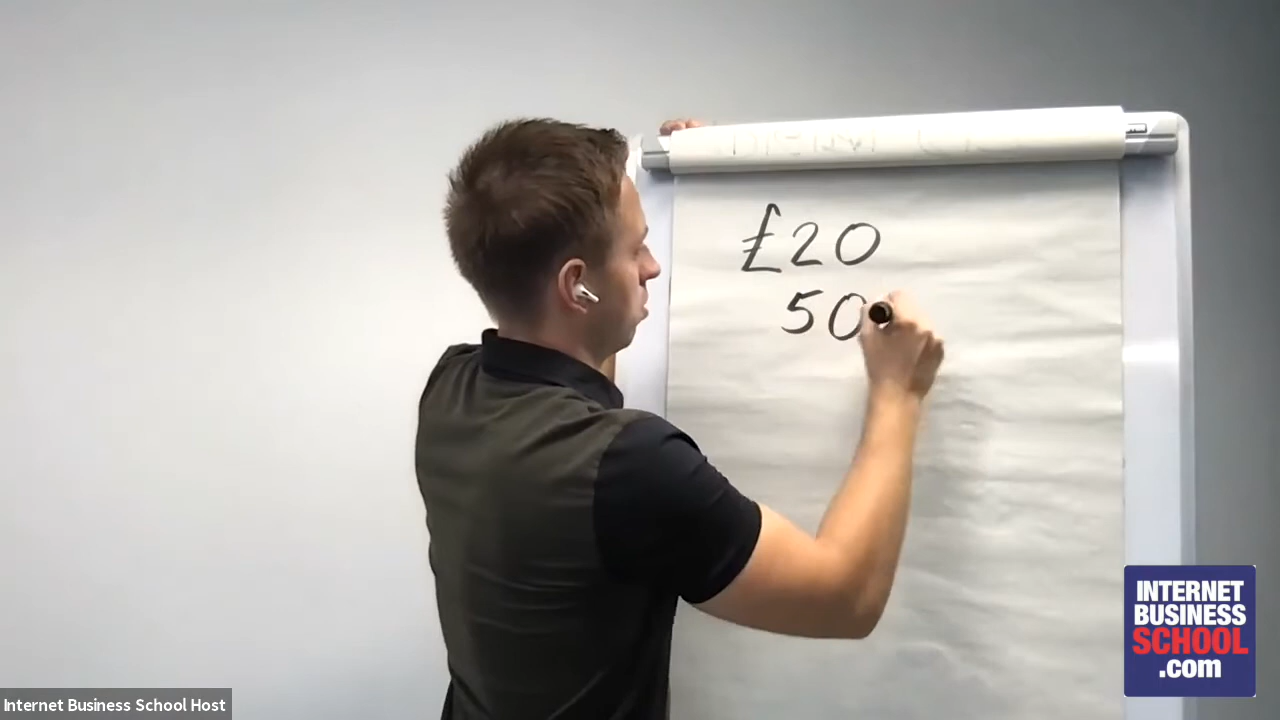 £20
50
INTERNET
BUSINESS
SCHOOL
.com
Internet Business School Host